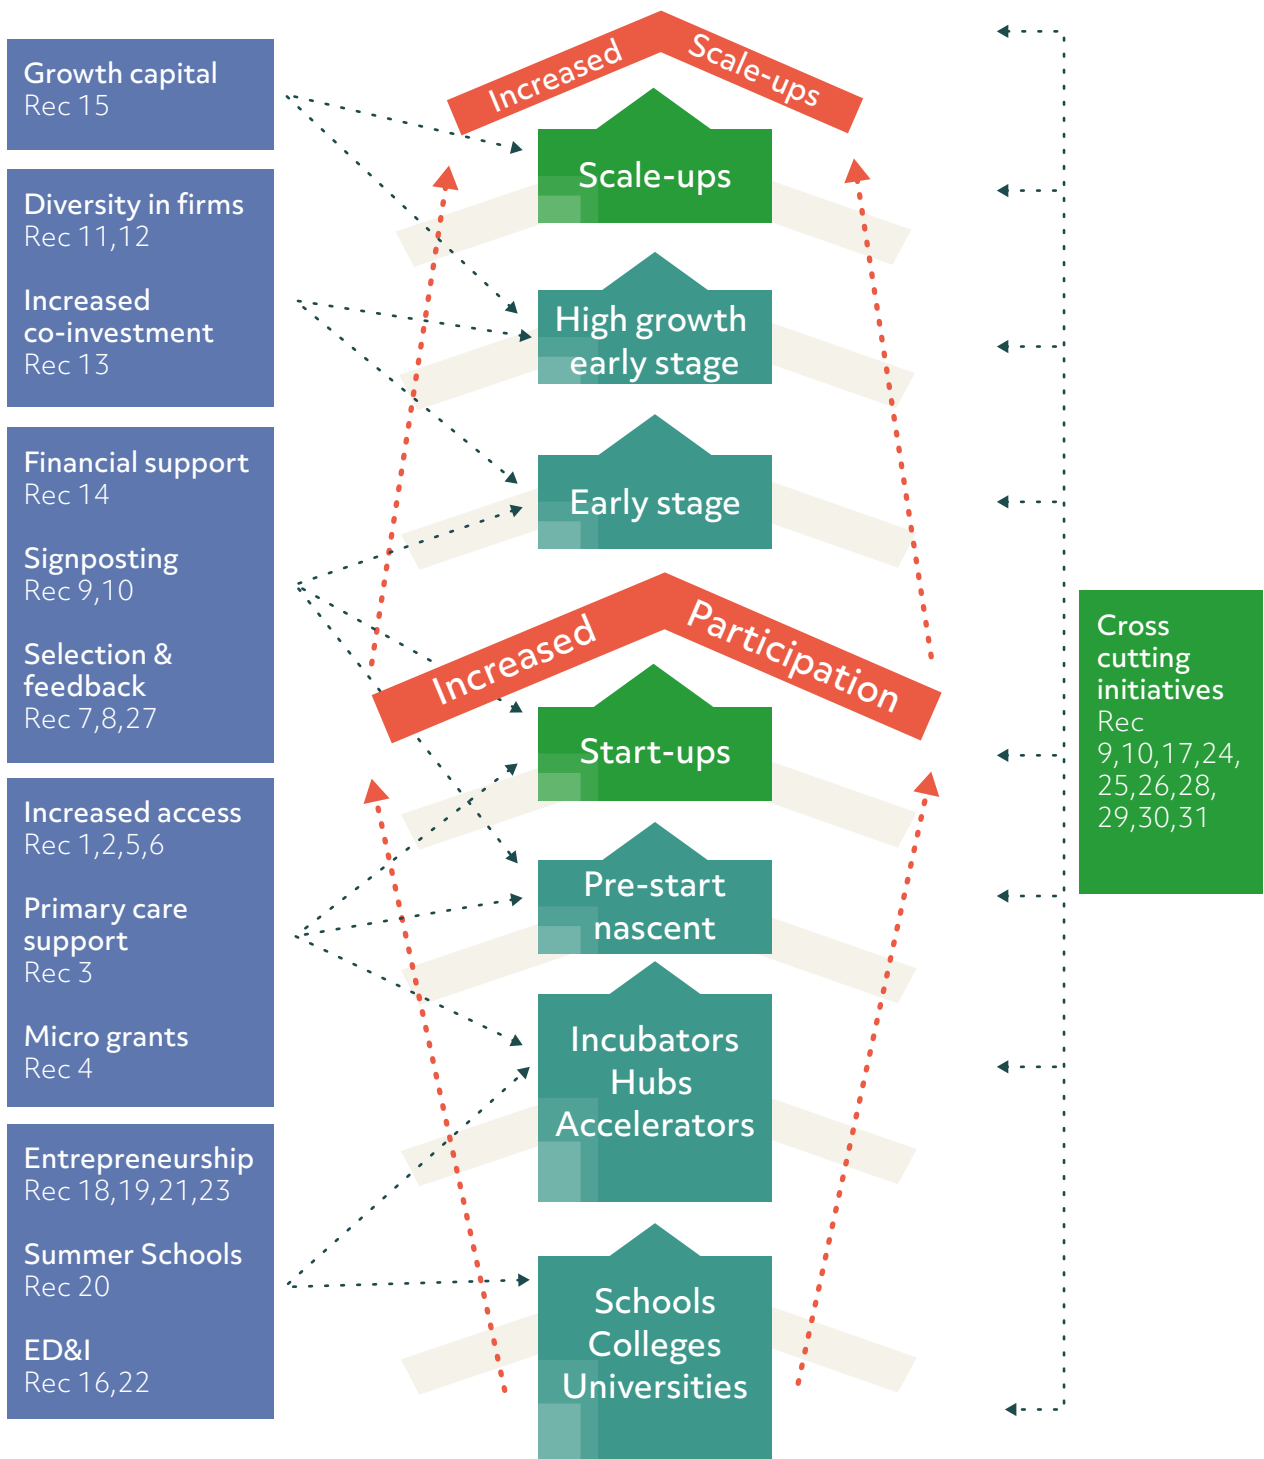 Growth capital
Rec 15
Diversity in firms
Rec 11,12
Increased
co-investment
Rec 13
Financial support
Rec 14
Signposting
Rec 9,10
Selection &
feedback
Rec 7,8,27
Increased access
Rec 1,2,5,6
Primary care
support
Rec 3
Micro grants
Rec 4
Entrepreneurship
Rec 18,19,21,23
Summer Schools
Rec 20
ED&I
Rec 16,22
Increased Scale-ups
Scale-ups
High growth
early stage
Early stage
Increased Participation
Start-ups
Pre-start
nascent
Incubators
Hubs
Accelerators
Schools
Colleges
Universities
Cross
cutting
initiatives
Rec
9,10,17,24,
25,26,28,
29,30,31